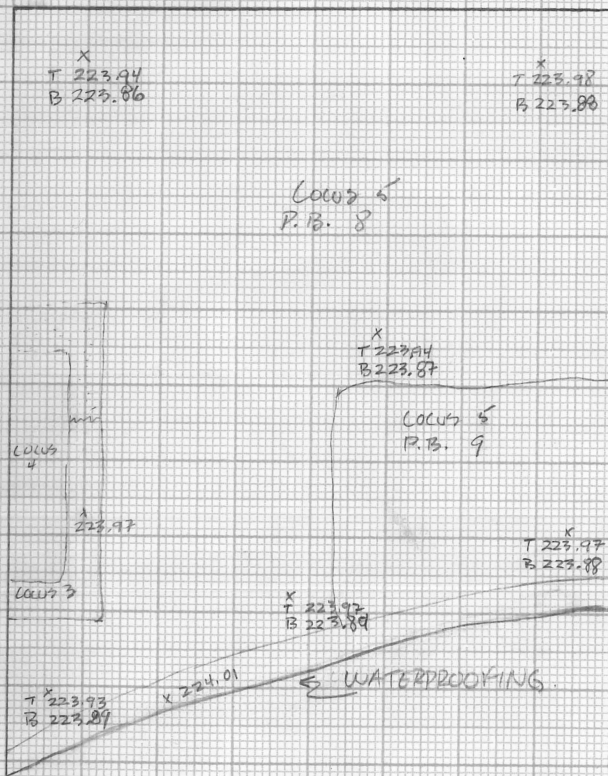 x
T 223.94
B 223.86
x
T 223.98
B 223.88
Locus 5
P.B. 8
x
T 223.94
B 223.87
Locus 5
P.B. 9
Locus
4
x
223.97
Locus 3
x
T 223.97
B 223.88
x
T 223.92
B 223.89
x 224.01
WATERPROOFING.
x
T 223.93
B 223.89